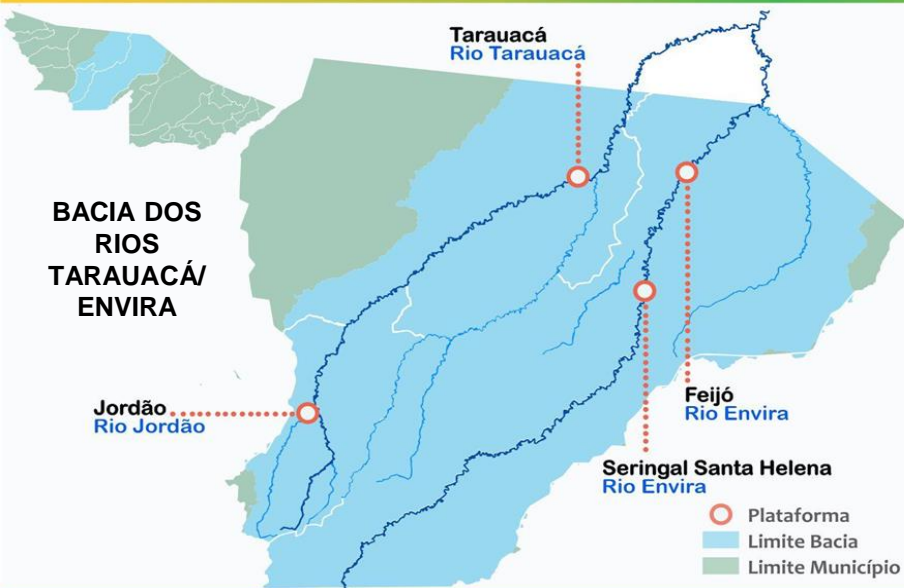 Tarauacá
Rio Tarauacá
BACIA DOS
RIOS
TARAUACÁ/
ENVIRA
Jordão
Rio Jordão
Feijó
Rio Envira
Seringal Santa Helena
Rio Envira
Plataforma
Limite Bacia
Limite Município